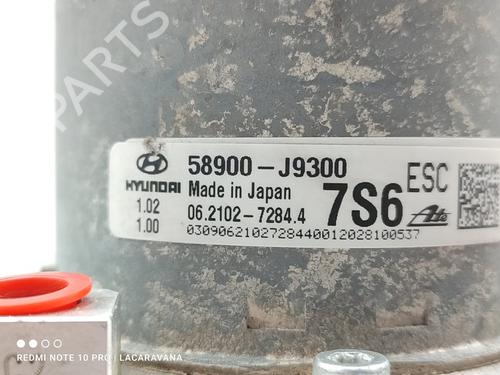 58900-J9300
HYUNDAI
Made in Japan
7S6
ESC
1.02
06.2102-7284.4
Ate
1.00
0309062102728440012028100537
B-PARTS
REDMI NOTE 10 PRO | LACARAVANA